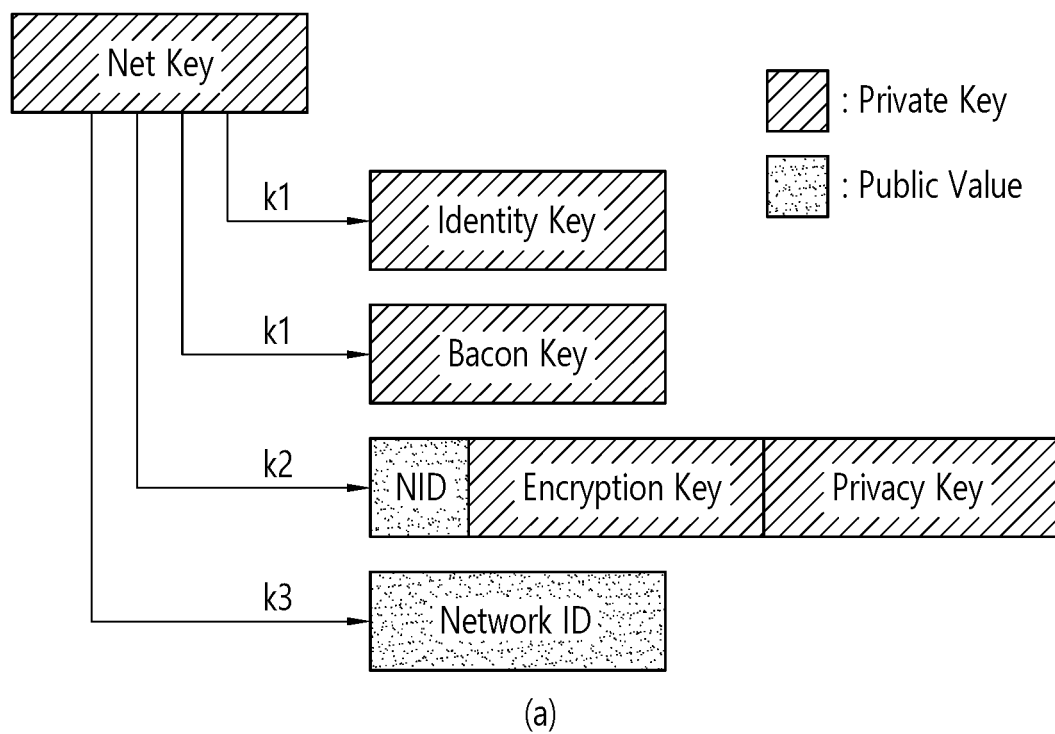 Net Key
: Private Key
: Public Value
k1
Identity Key
k1
Bacon Key
k2
NID
Encryption Key
Privacy Key
k3
Network ID
(a)